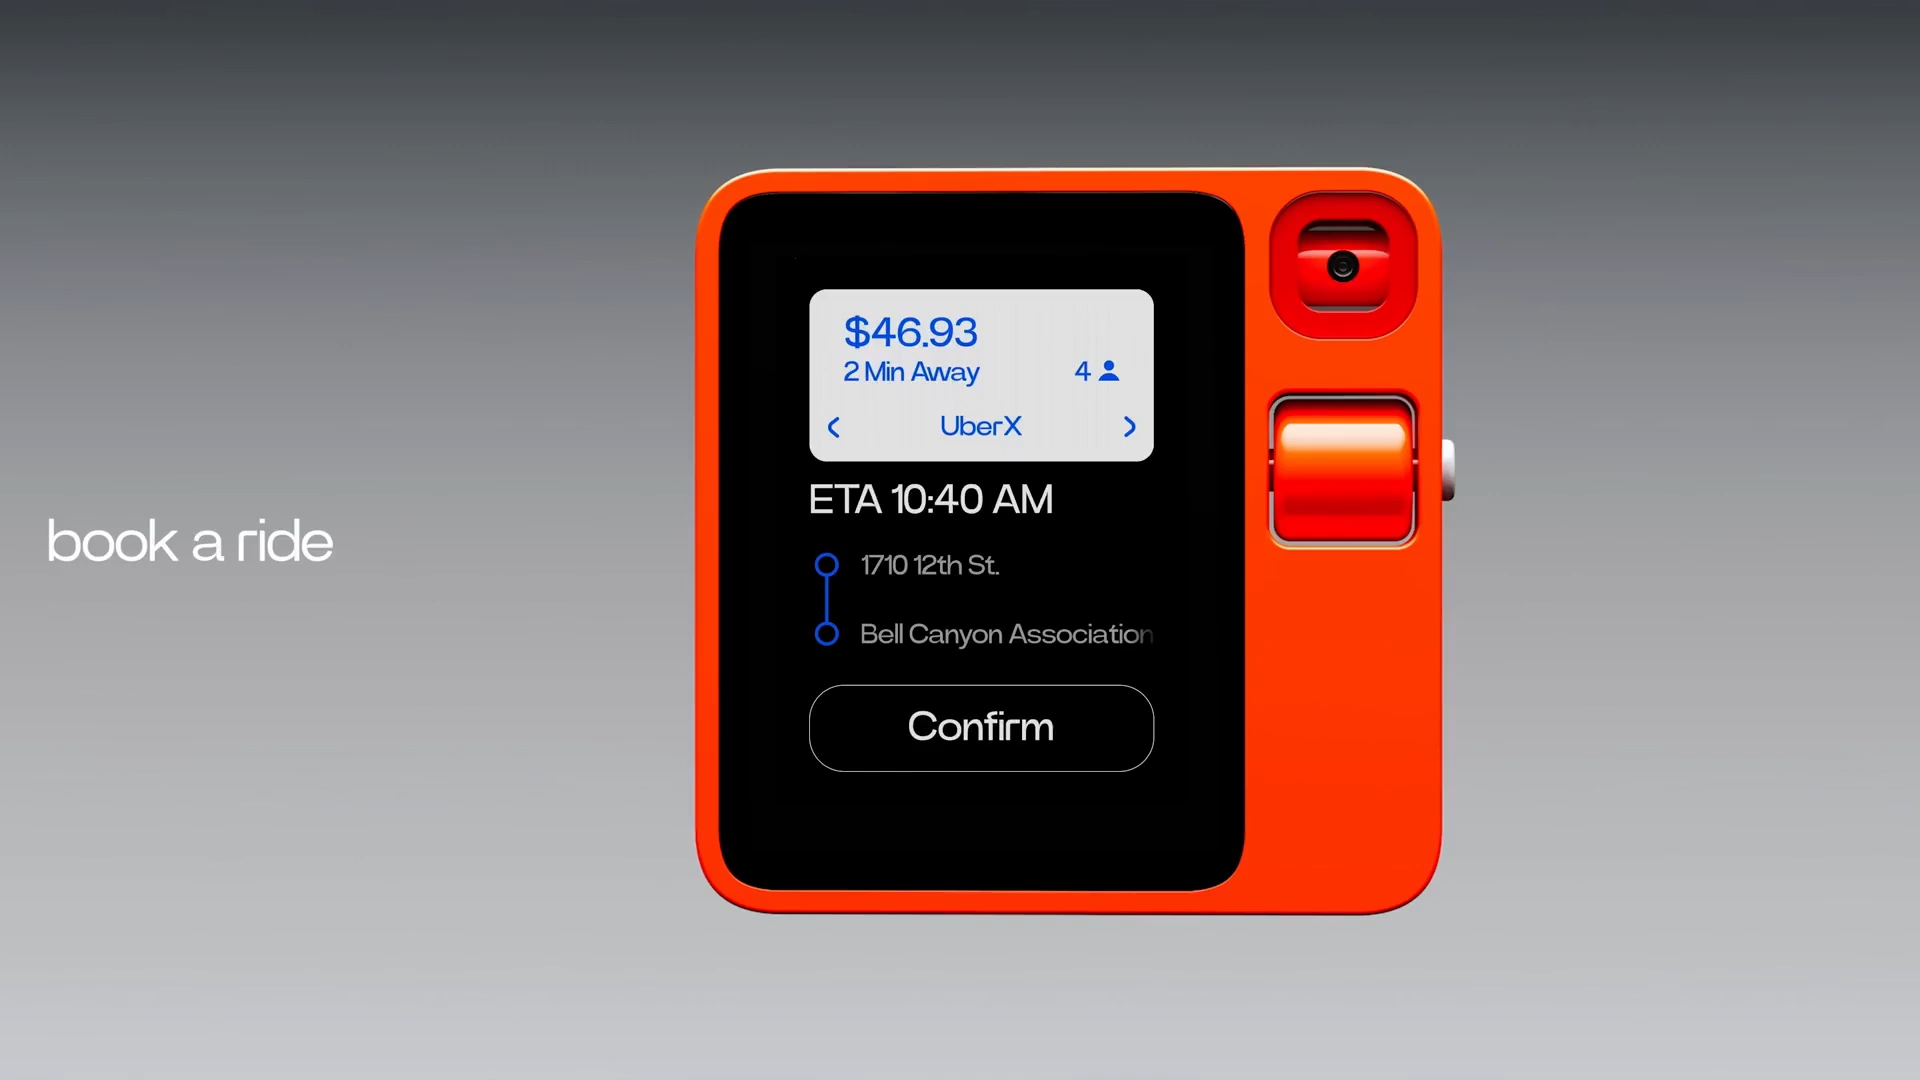 book a ride
$46.93
2 Min Away 4
UberX
ETA 10:40 AM
1710 12th St.
Bell Canyon Association
Confirm